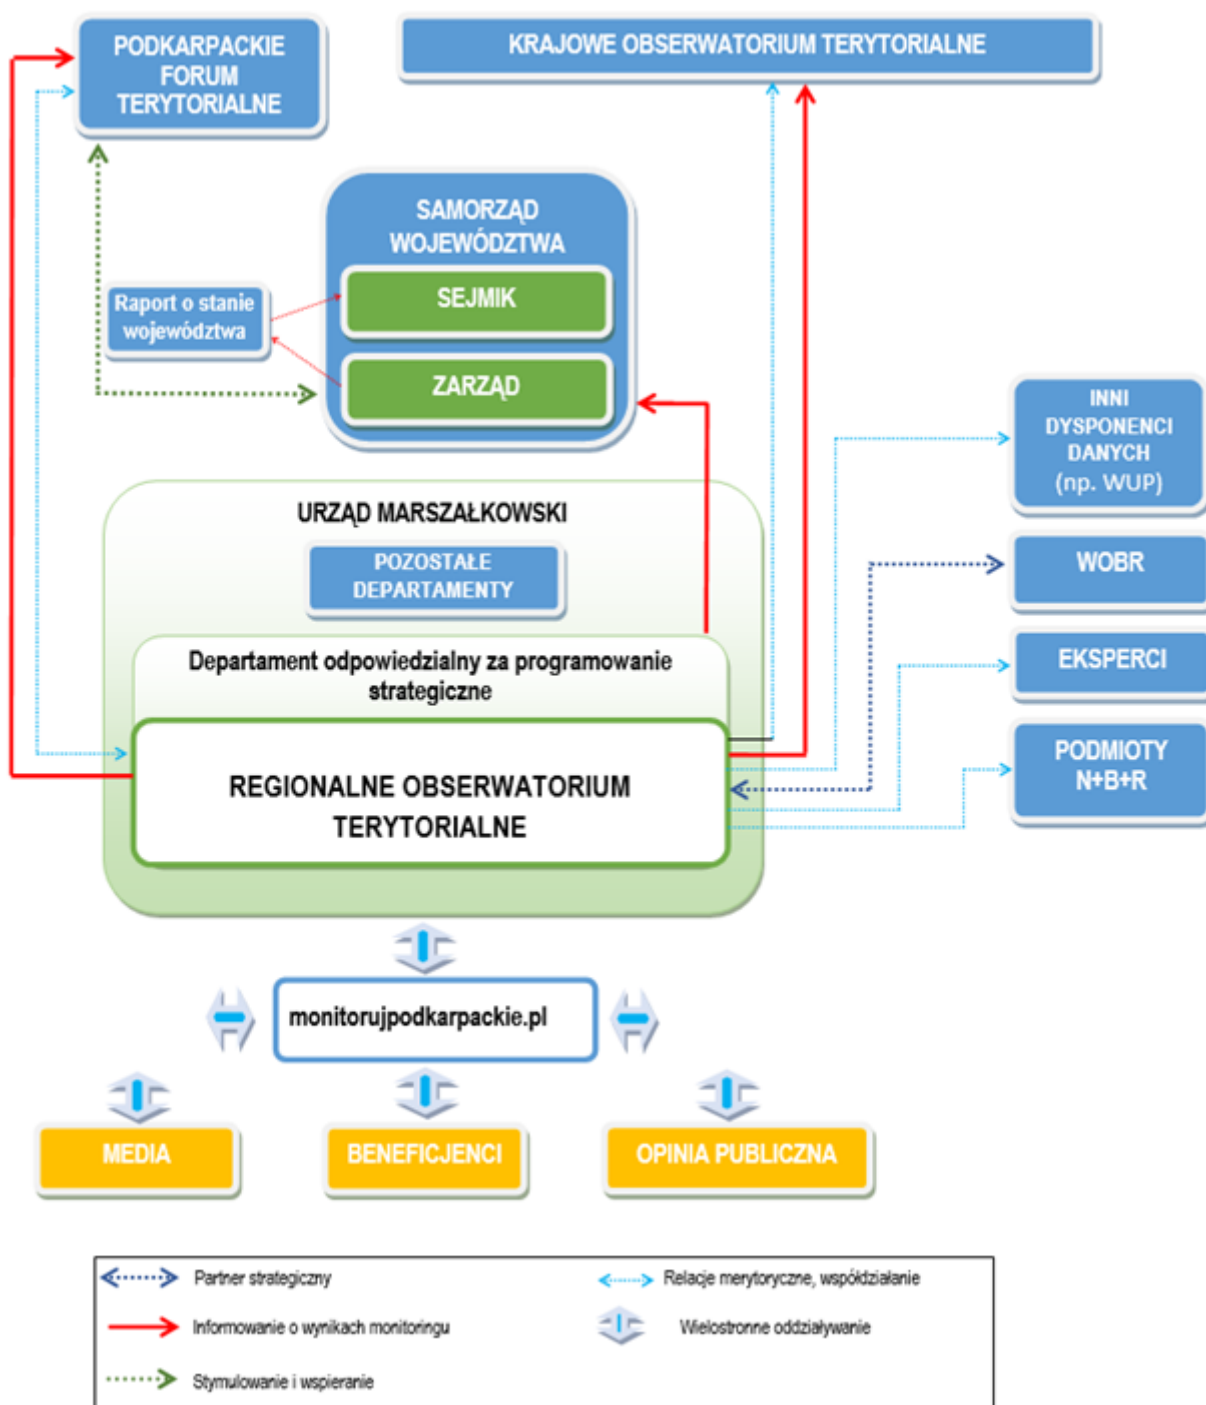 PODKARPACKIE
FORUM
TERYTORIALNE
KRAJOWE OBSERWATORIUM TERYTORIALNE
SAMORZĄD
WOJEWÓDZTWA
SEJMIK
ZARZĄD
Raport o stanie
województwa
INNI
DYSPONENCI
DANYCH
(np. WUP)
WOBR
EKSPERCI
PODMIOTY
N+B+R
URZĄD MARSZAŁKOWSKI
POZOSTAŁE
DEPARTAMENTY
Departament odpowiedzialny za programowanie
strategiczne
REGIONALNE OBSERWATORIUM
TERYTORIALNE
monitorujpodkarpackie.pl
MEDIA
BENEFICJENCI
OPINIA PUBLICZNA
Partner strategiczny
Relacje merytoryczne, współdziałanie
Informowanie o wynikach monitoringu
Wielostronne oddziaływanie
Stymulowanie i wspieranie